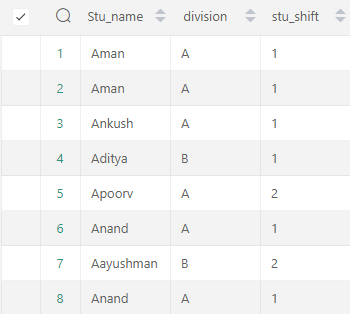 Stu_name division stu_shift
1 Aman A 1
2 Aman A 1
3 Ankush A 1
4 Aditya B 1
5 Apoorv A 2
6 Anand A 1
7 Aayushman B 2
8 Anand A 1